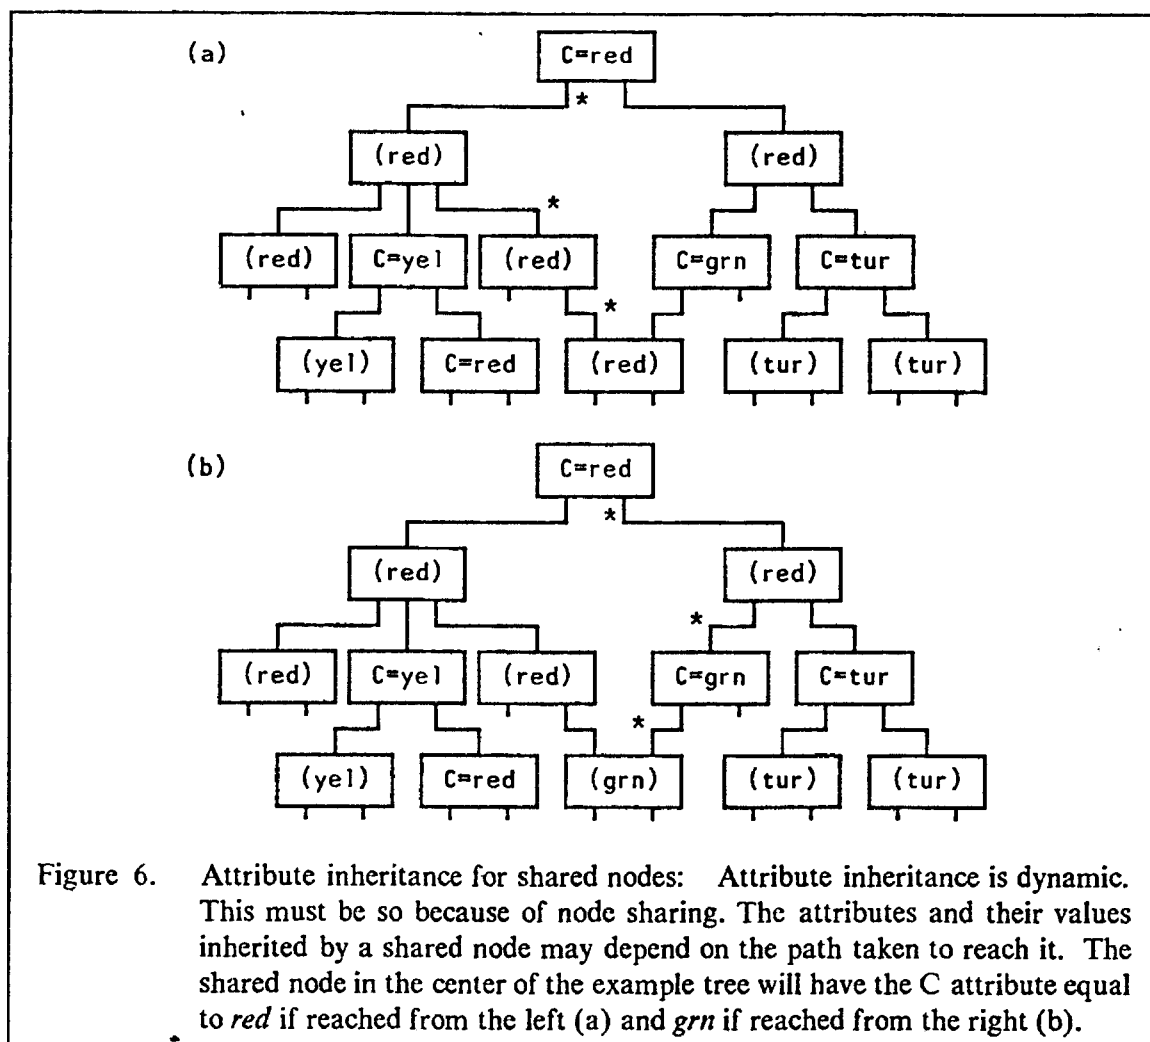 (a)
C=red
*
(red) (red)
*
(red) C=yel (red) C=grn C=tur
*
(yel) C=red (red) (tur) (tur)
(b)
C=red
*
(red) (red)
*
(red) C=yel (red) C=grn C=tur
*
(yel) C=red (grn) (tur) (tur)
Figure 6. Attribute inheritance for shared nodes: Attribute inheritance is dynamic.
This must be so because of node sharing. The attributes and their values
inherited by a shared node may depend on the path taken to reach it. The
shared node in the center of the example tree will have the C attribute equal
to red if reached from the left (a) and grn if reached from the right (b).